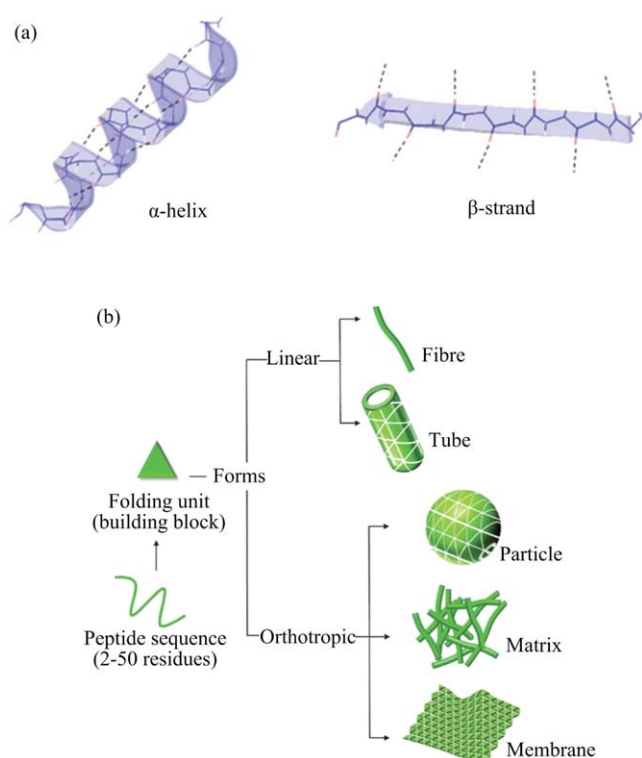 (a)
α-helix
β-strand
(b)
Linear
Fibre
Tube
Forms
Folding unit
(building block)
Peptide sequence
(2-50 residues)
Orthotropic
Particle
Matrix
Membrane